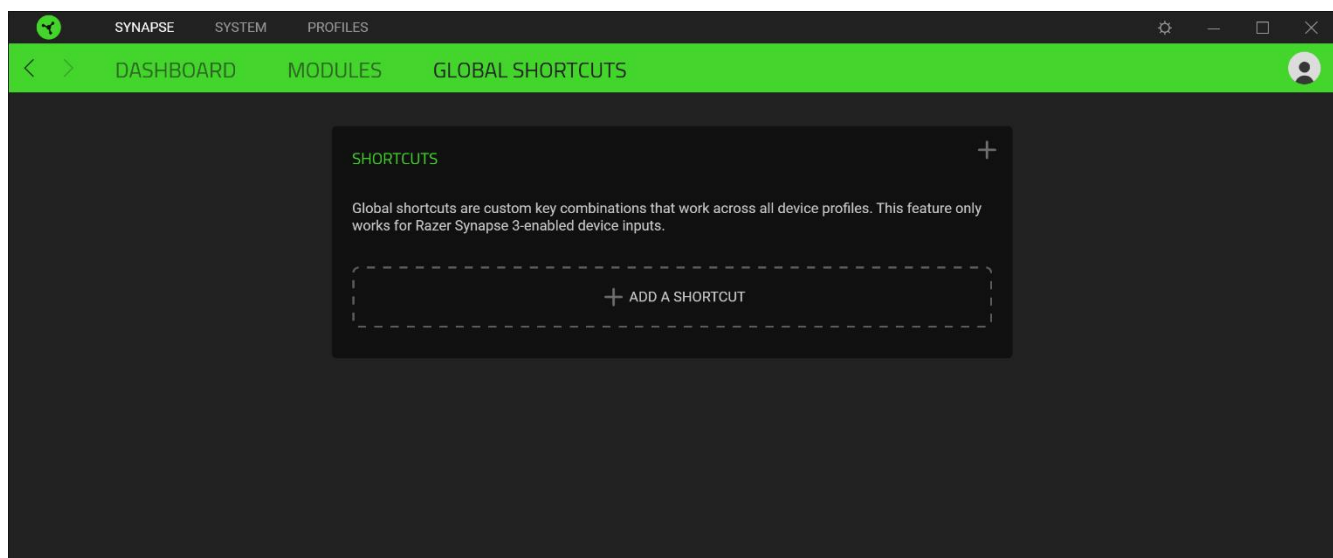 SYNAPSE SYSTEM PROFILES
DASHBOARD MODULES GLOBAL SHORTCUTS
SHORTCUTS
Global shortcuts are custom key combinations that work across all device profiles. This feature only
works for Razer Synapse 3-enabled device inputs.
ADD A SHORTCUT